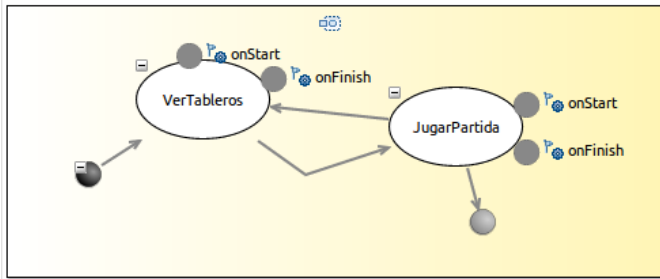 onStart
onFinish
VerTableros
onStart
JugarPartida
onFinish